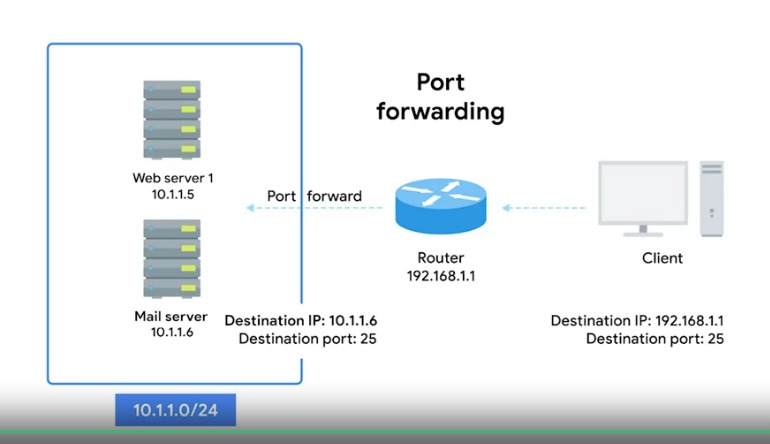 Port
forwarding
Web server 1
10.1.1.5
Port forward
Router
192.168.1.1
Client
Mail server
10.1.1.6
Destination IP: 10.1.1.6
Destination port: 25
Destination IP: 192.168.1.1
Destination port: 25
10.1.1.0/24